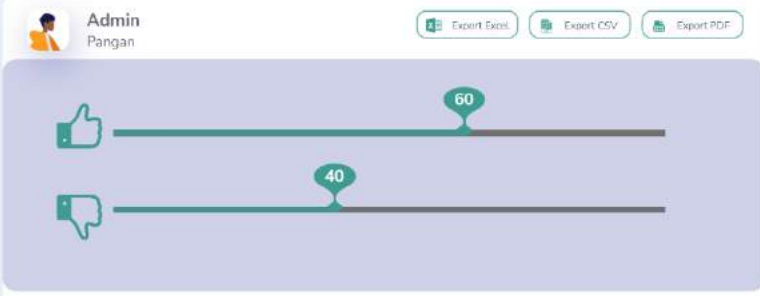 Admin
Pangan
Export Excel
Export CSV
Export PDF
60
40